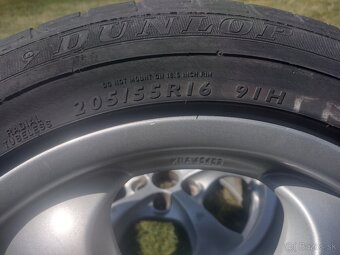 DUNLOP
DO NOT MOUNT ON 16.5 INCH RIM
205/55R16 91H
RADIAL
TUBELESS